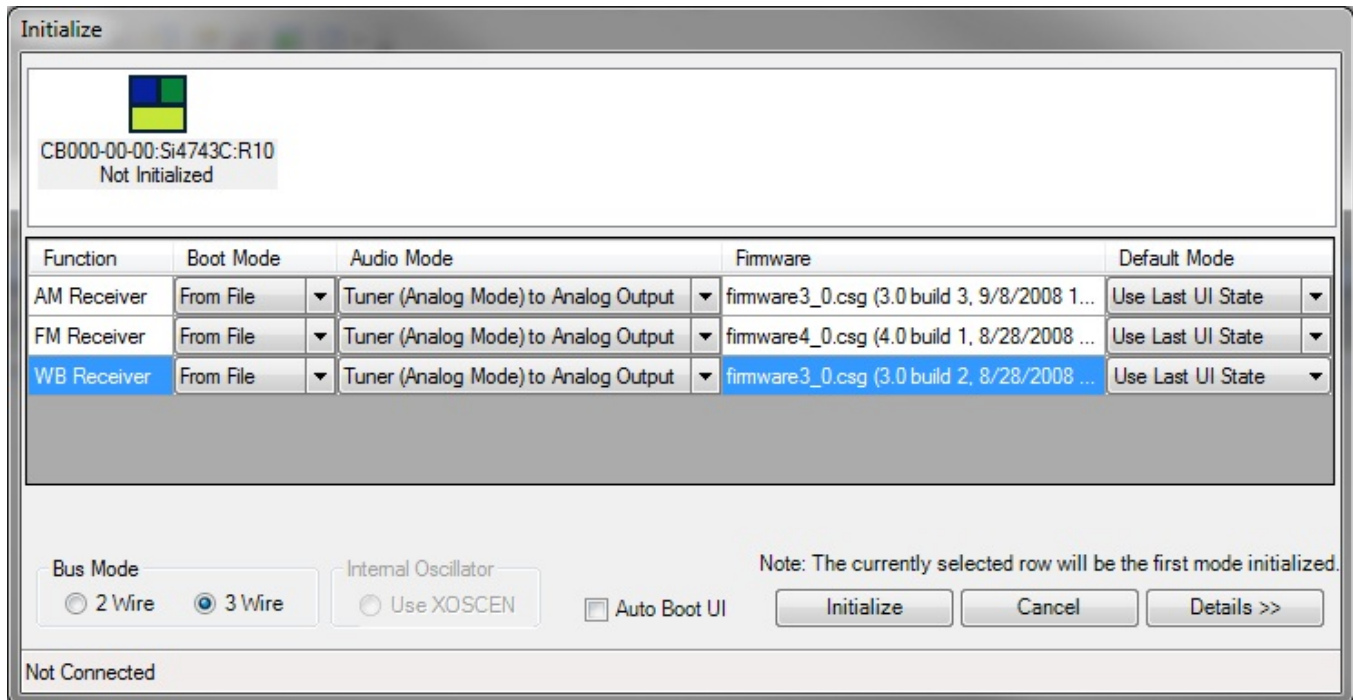 Initialize
CB000-00-00:Si4743C:R10
Not Initialized
Function Boot Mode Audio Mode Firmware Default Mode
AM Receiver From File Tuner (Analog Mode) to Analog Output firmware3_0.csg (3.0 build 3, 9/8/2008 1... Use Last UI State
FM Receiver From File Tuner (Analog Mode) to Analog Output firmware4_0.csg (4.0 build 1, 8/28/2008 ... Use Last UI State
WB Receiver From File Tuner (Analog Mode) to Analog Output firmware3_0.csg (3.0 build 2, 8/28/2008 ... Use Last UI State
Note: The currently selected row will be the first mode initialized.
Bus Mode Internal Oscillator
2 Wire 3 Wire Use XOSCEN Auto Boot UI Initialize Cancel Details >>
Not Connected